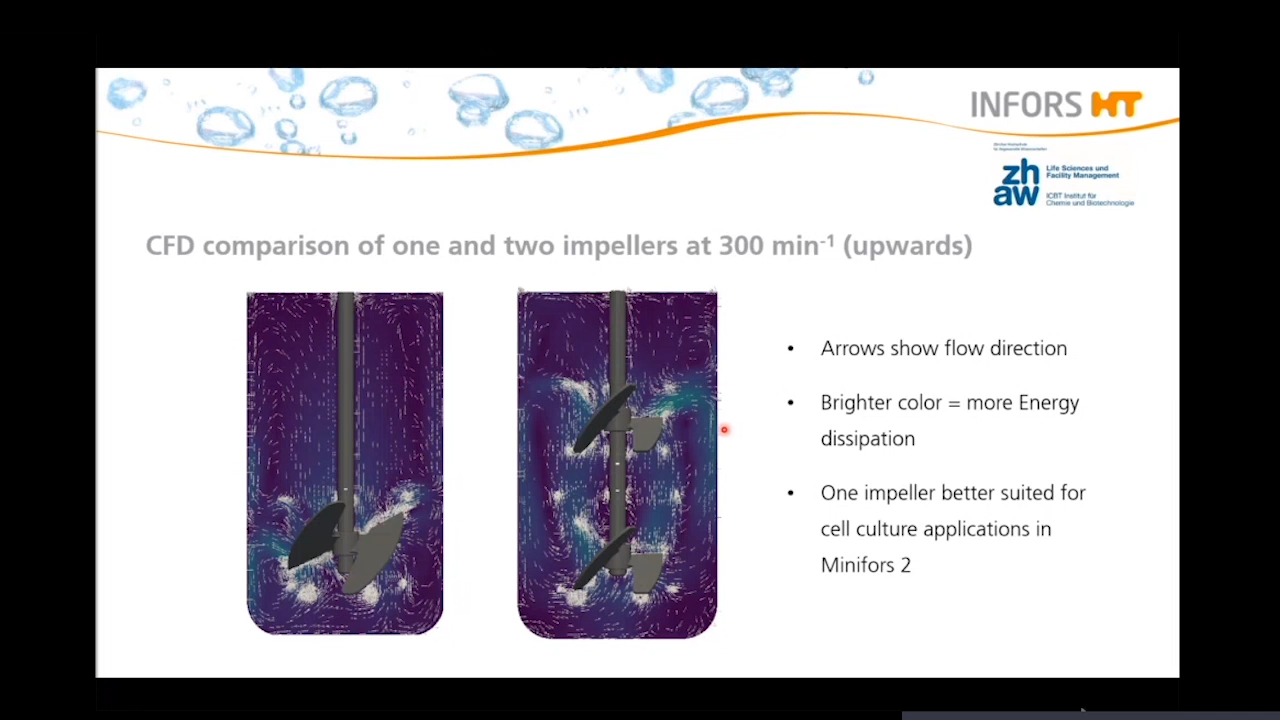 INFORS HT
Zürcher Hochschule
für Angewandte Wissenschaften
zh
aw
Life Sciences und
Facility Management
ICBT Institut für
Chemie und Biotechnologie
CFD comparison of one and two impellers at 300 min⁻¹ (upwards)
• Arrows show flow direction
• Brighter color = more Energy
dissipation
• One impeller better suited for
cell culture applications in
Minifors 2